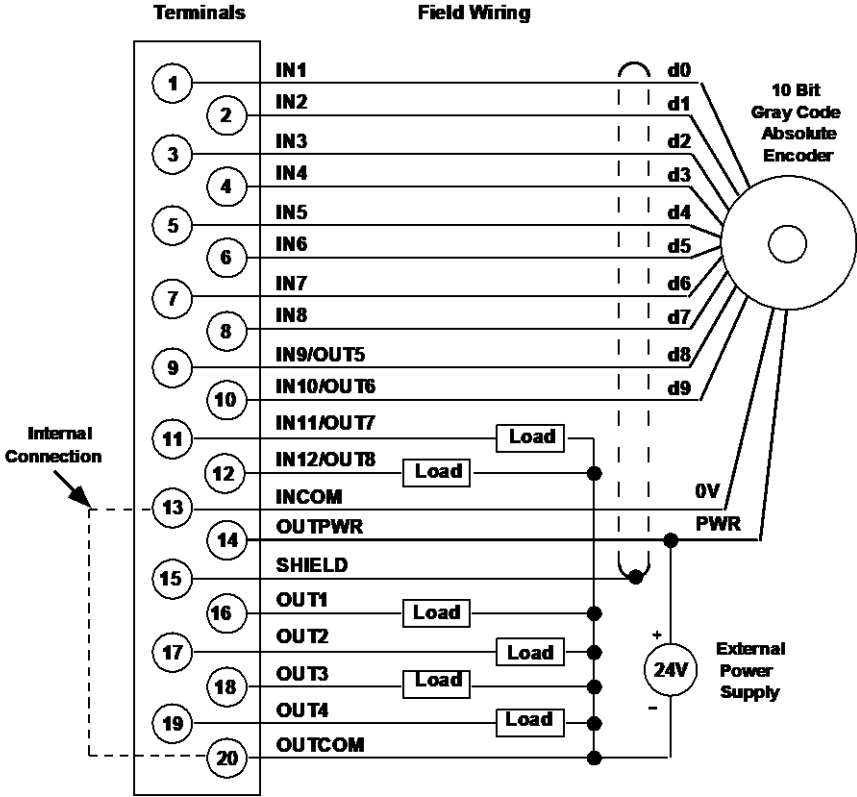 Terminals
Field Wiring
1
IN1
d0
2
IN2
d1
3
IN3
d2
4
IN4
d3
5
IN5
d4
6
IN6
d5
7
IN7
d6
8
IN8
d7
9
IN9/OUT5
d8
10
IN10/OUT6
d9
10 Bit
Gray Code
Absolute
Encoder
11
IN11/OUT7
Load
12
IN12/OUT8
Load
Internal
Connection
13
INCOM
0V
14
OUTPWR
PWR
15
SHIELD
16
OUT1
Load
17
OUT2
Load
18
OUT3
Load
19
OUT4
Load
20
OUTCOM
+
24V
−
External
Power
Supply